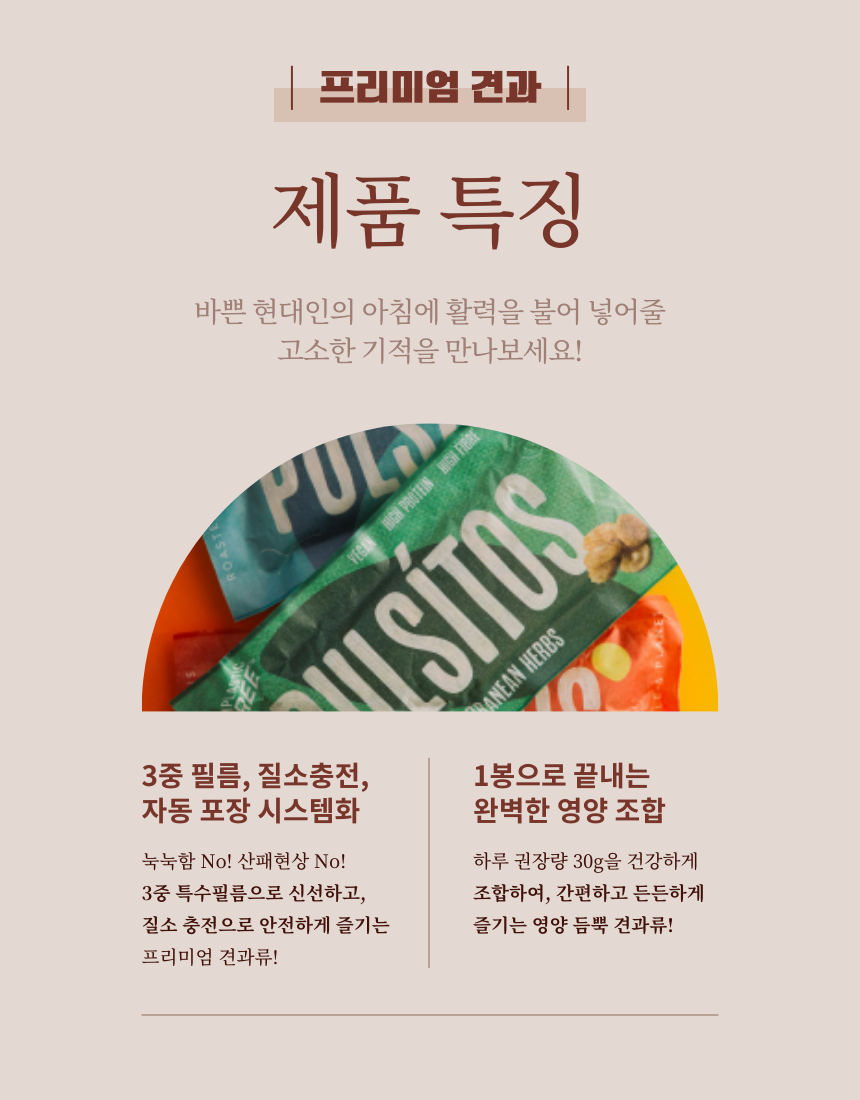 프리미엄 견과
제품 특징
바쁜 현대인의 아침에 활력을 불어 넣어줄
고소한 기적을 만나보세요!
ROASTE
HIGH PROTEIN
HIGH FIBRE
VEGAN
PULSÍTOS
3중 필름, 질소충전,
자동 포장 시스템화
눅눅함 No! 산패현상 No!
3중 특수필름으로 신선하고,
질소 충전으로 안전하게 즐기는
프리미엄 견과류!
1봉으로 끝내는
완벽한 영양 조합
하루 권장량 30g을 건강하게
조합하여, 간편하고 든든하게
즐기는 영양 듬뿍 견과류!